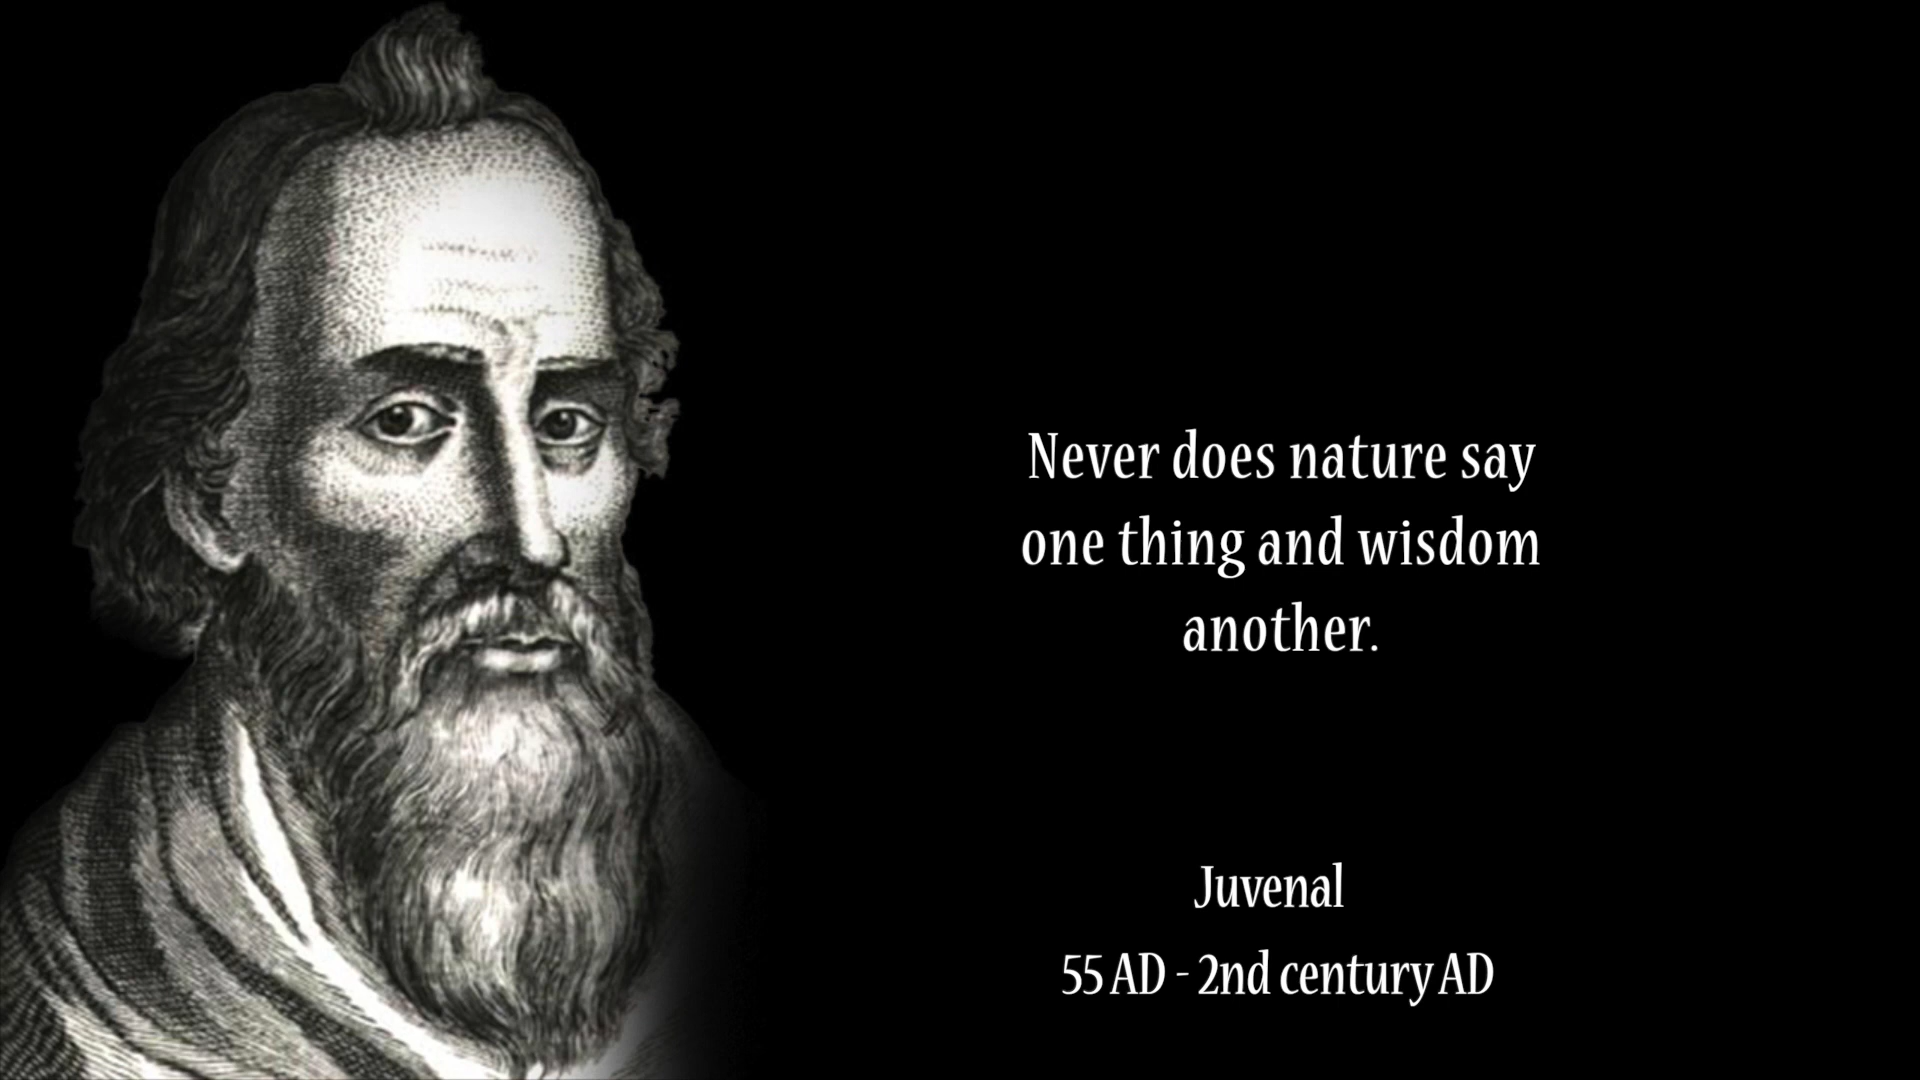 Never does nature say
one thing and wisdom
another.
Juvenal
55 AD - 2nd century AD